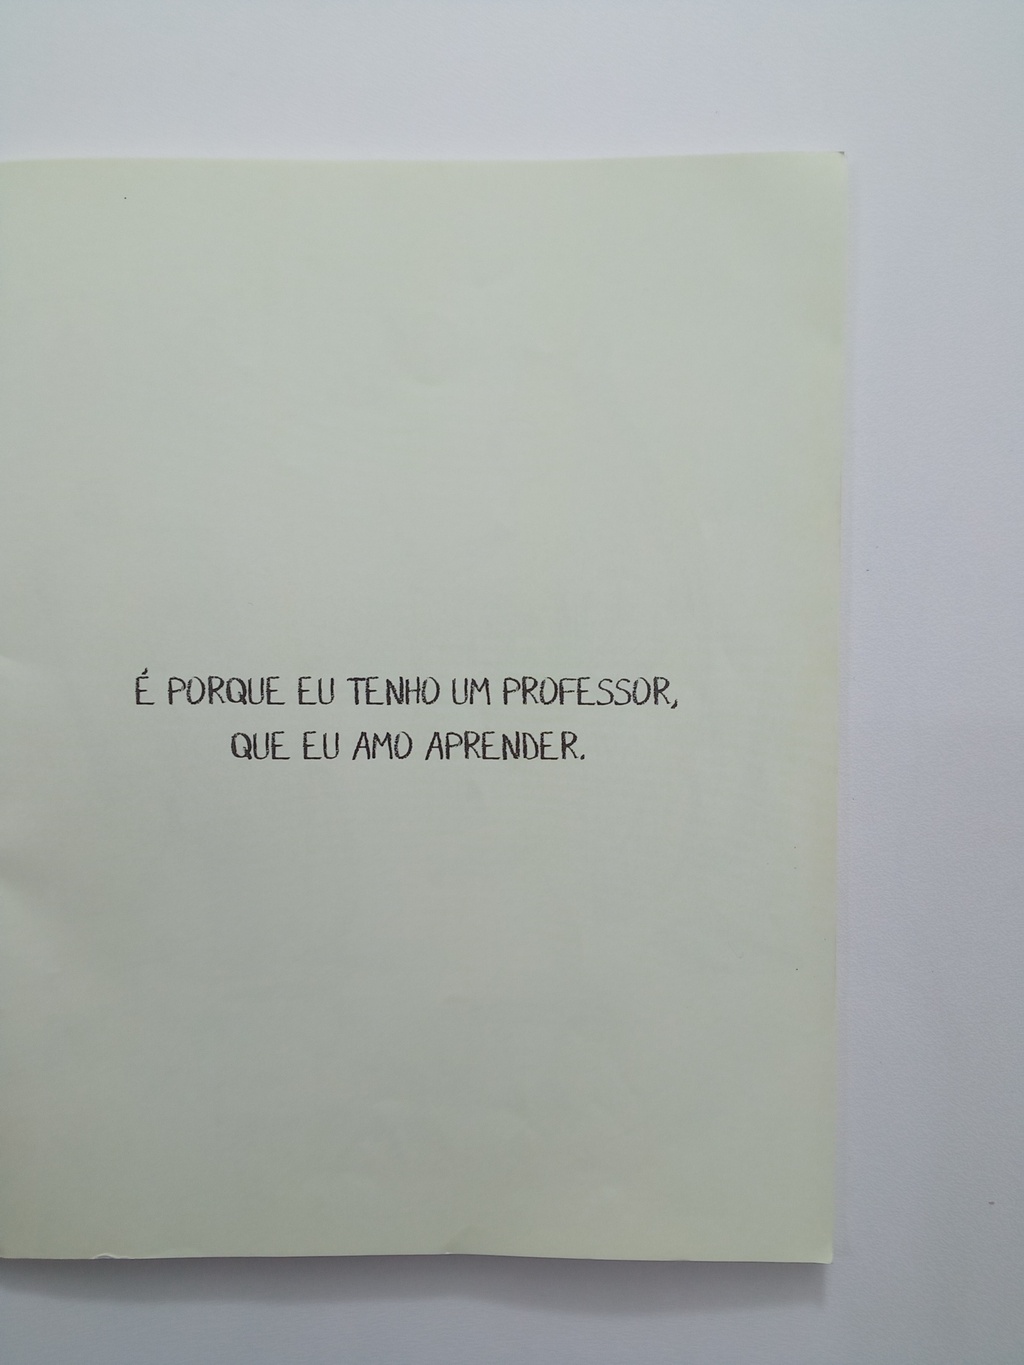 É PORQUE EU TENHO UM PROFESSOR,
QUE EU AMO APRENDER.